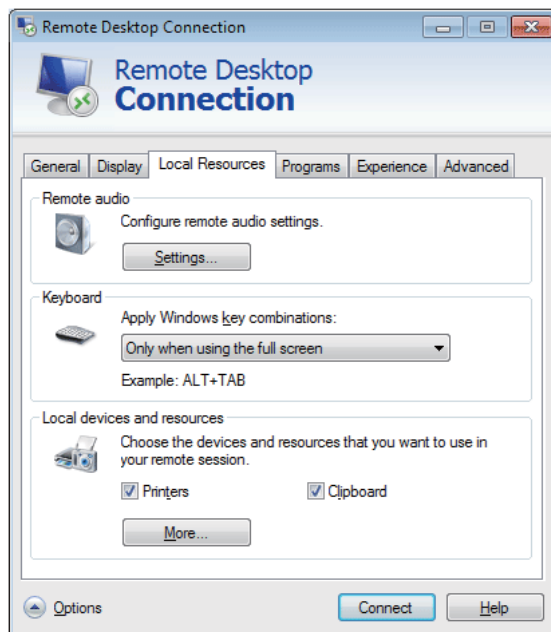 Remote Desktop Connection
Remote Desktop
Connection
General Display Local Resources Programs Experience Advanced
Remote audio
Configure remote audio settings.
Settings...
Keyboard
Apply Windows key combinations:
Only when using the full screen
Example: ALT+TAB
Local devices and resources
Choose the devices and resources that you want to use in
your remote session.
Printers Clipboard
More...
Options Connect Help